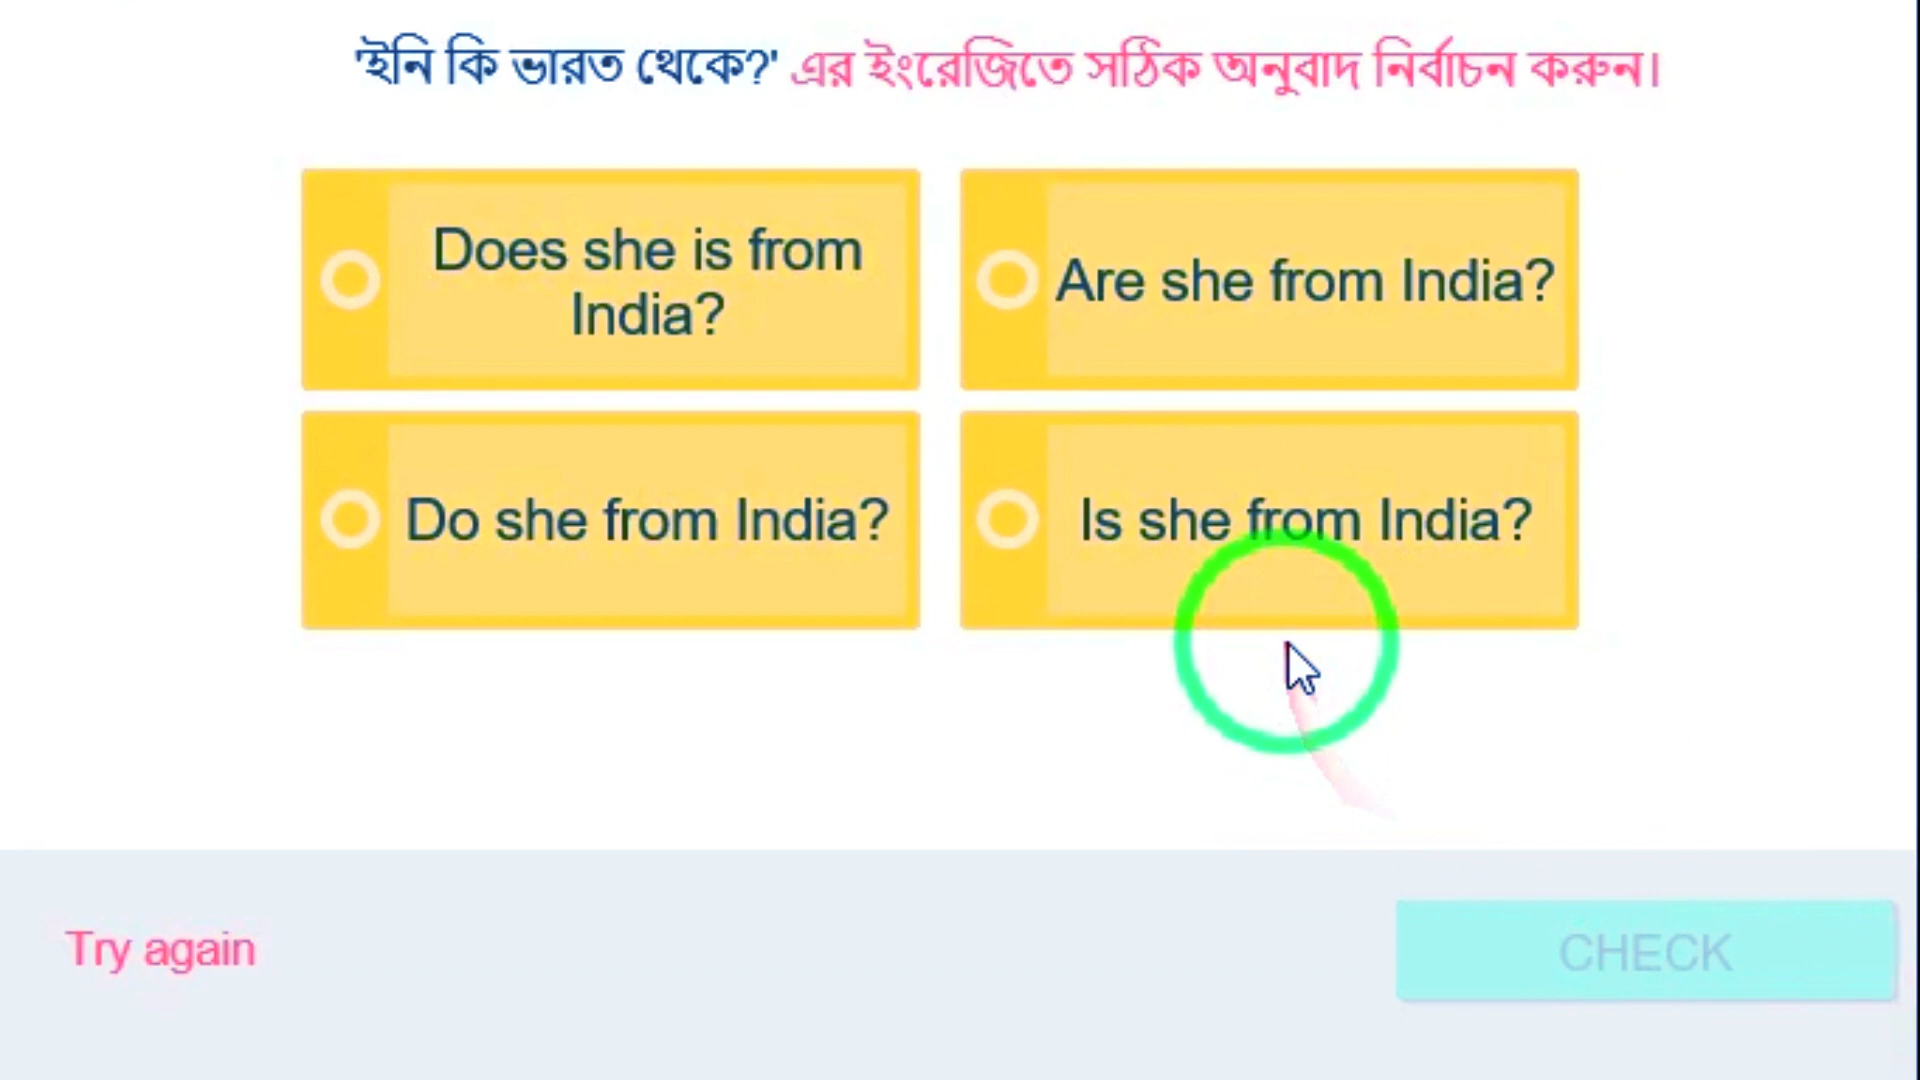 'ইনি কি ভারত থেকে?' এর ইংরেজিতে সঠিক অনুবাদ নির্বাচন করুন।
Does she is from
India?
Are she from India?
Do she from India?
Is she from India?
Try again
CHECK